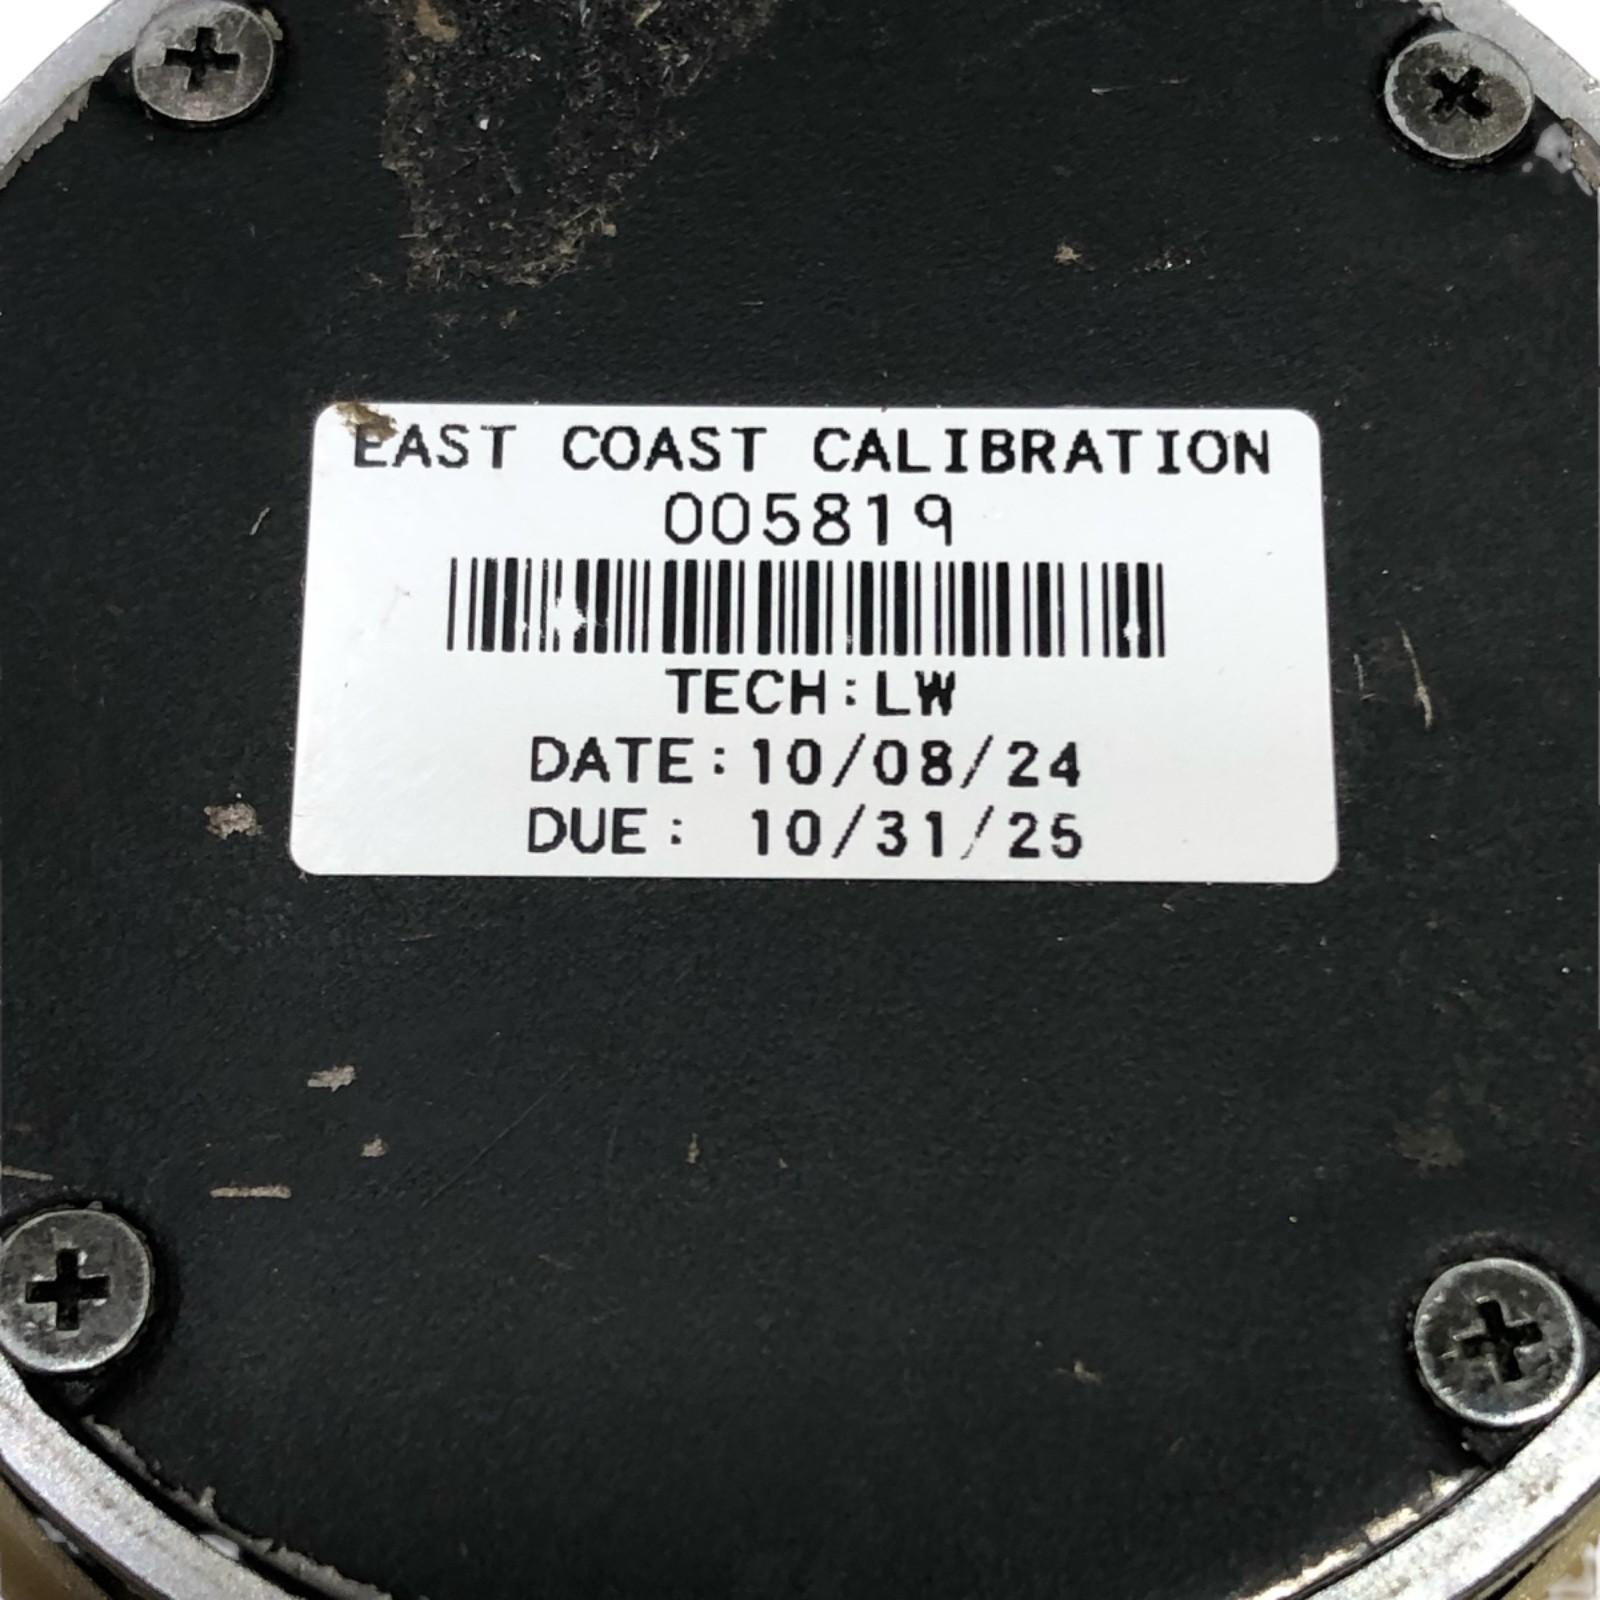 EAST COAST CALIBRATION
005819
TECH:LW
DATE:10/08/24
DUE: 10/31/25